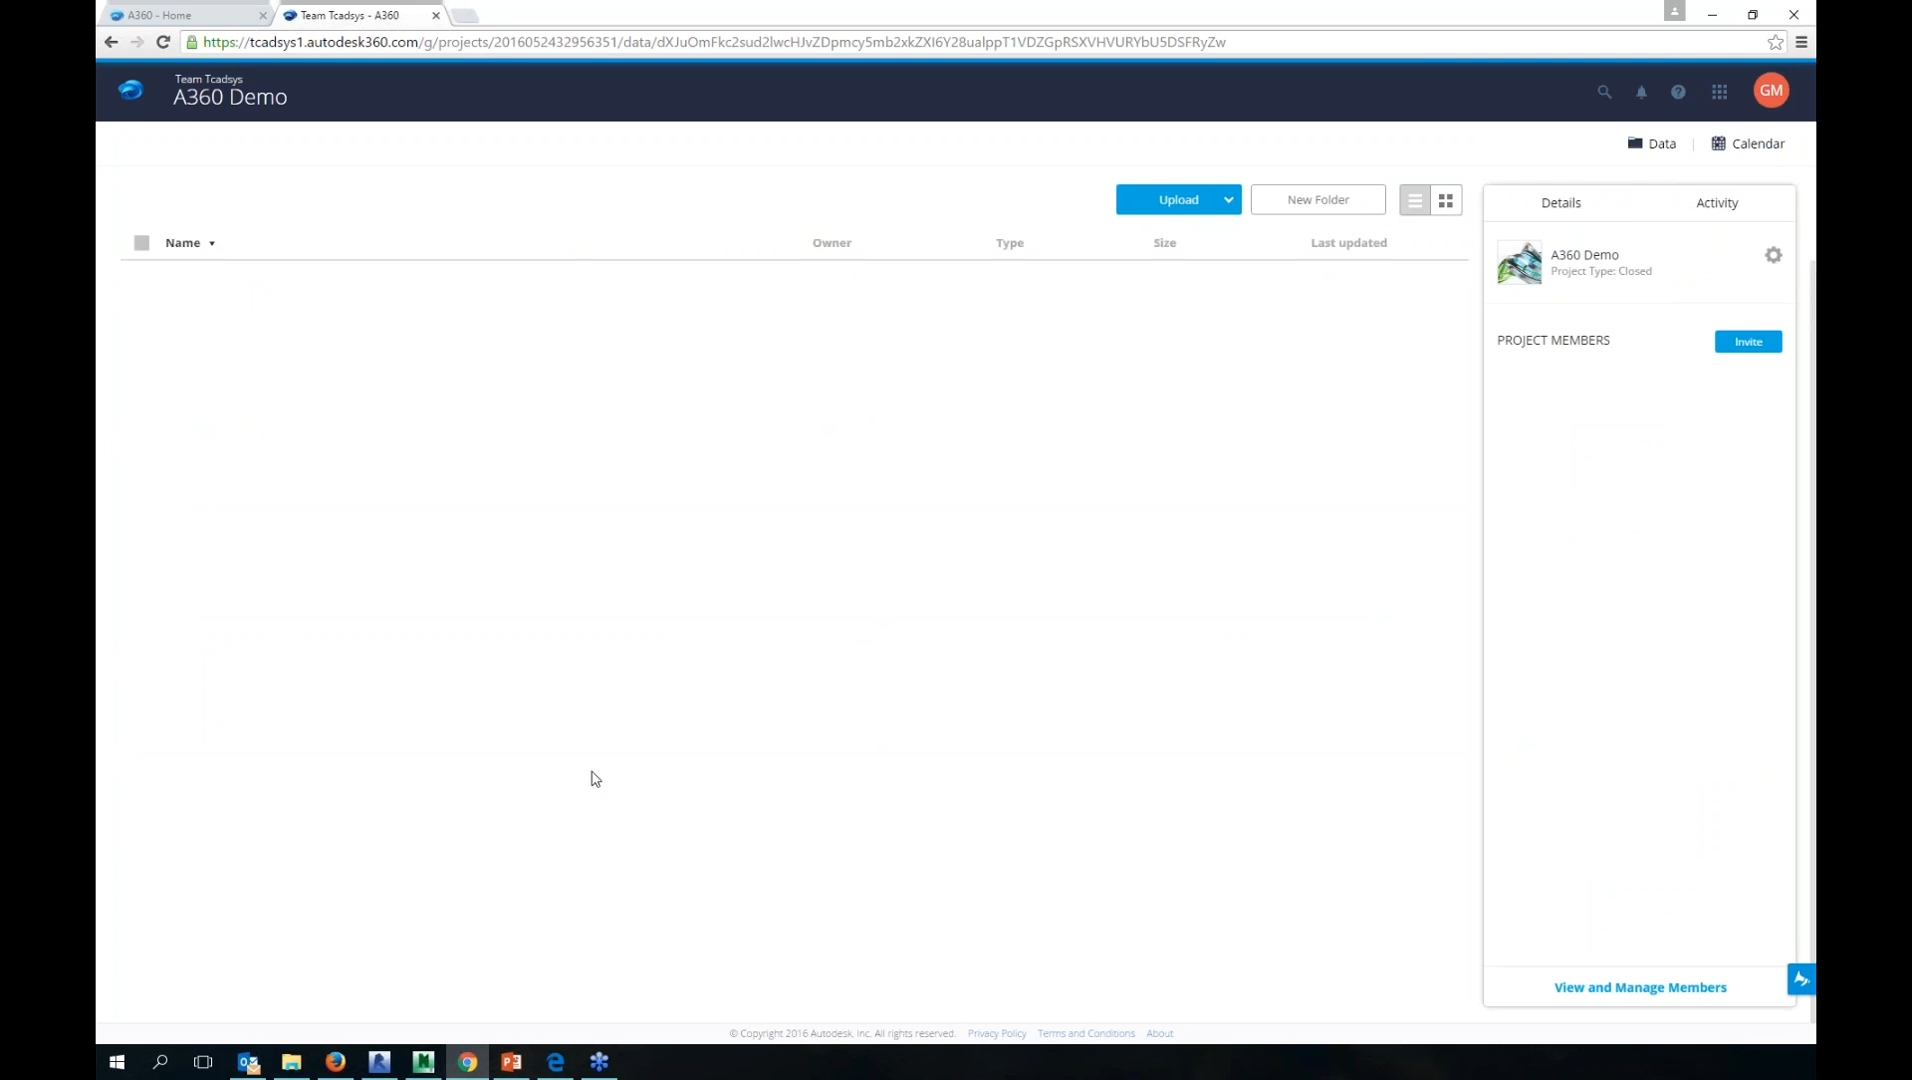 A360 - Home
Team Tcadsys - A360
https://tcadsys1.autodesk360.com/g/projects/2016052432956351/data/dXJuOmFkc2sud2lwcHJvZDpmcy5mb2xkZXI6Y28ualppT1VDZGpRSXVHVURYbU5DSFRyZw
Team Tcadsys
A360 Demo
GM
Data
Calendar
Upload
New Folder
Name
Owner
Type
Size
Last updated
Details
Activity
A360 Demo
Project Type: Closed
PROJECT MEMBERS
Invite
View and Manage Members
© Copyright 2016 Autodesk, Inc. All rights reserved. Privacy Policy Terms and Conditions About